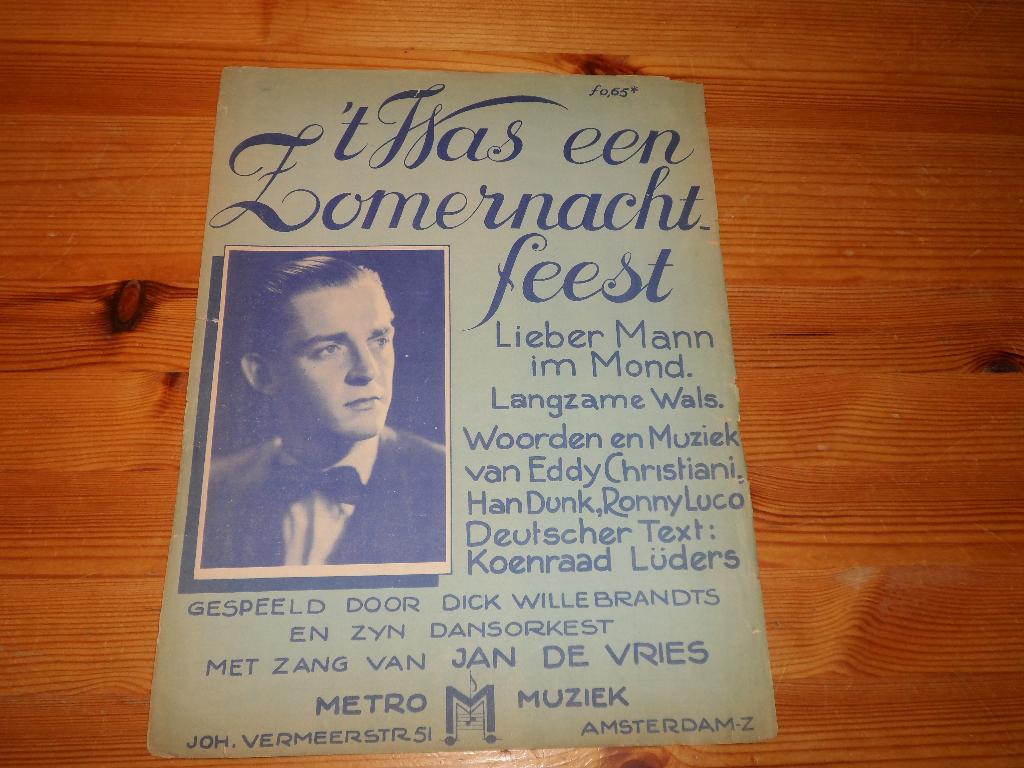 fo,65*
't Was een
Zomernacht-
feest
Lieber Mann
im Mond.
Langzame Wals.
Woorden en Muziek
van Eddy Christiani,
Han Dunk, Ronny Luco
Deutscher Text:
Koenraad Lüders
GESPEELD DOOR DICK WILLEBRANDTS
EN ZYN DANSORKEST
MET ZANG VAN JAN DE VRIES
METRO M MUZIEK
JOH. VERMEERSTR 51 AMSTERDAM-Z